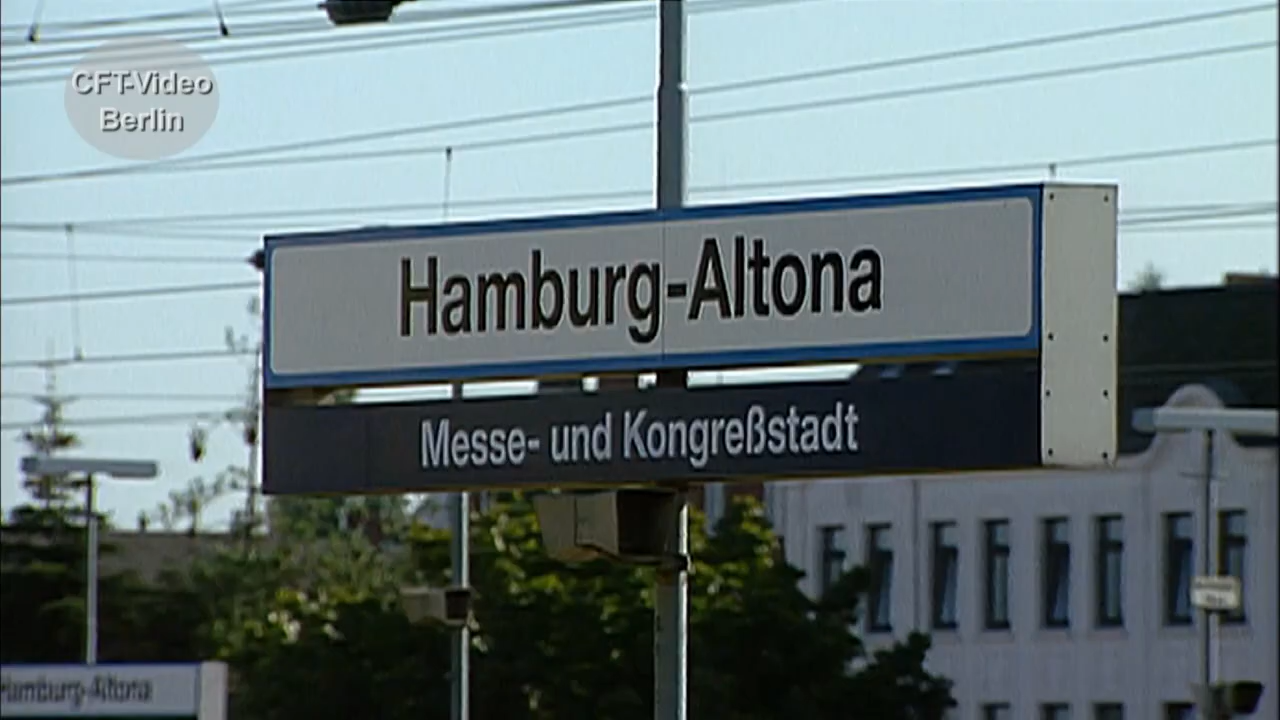 CFT-Video
Berlin
Hamburg-Altona
Messe- und Kongreßstadt
Hamburg-Altona